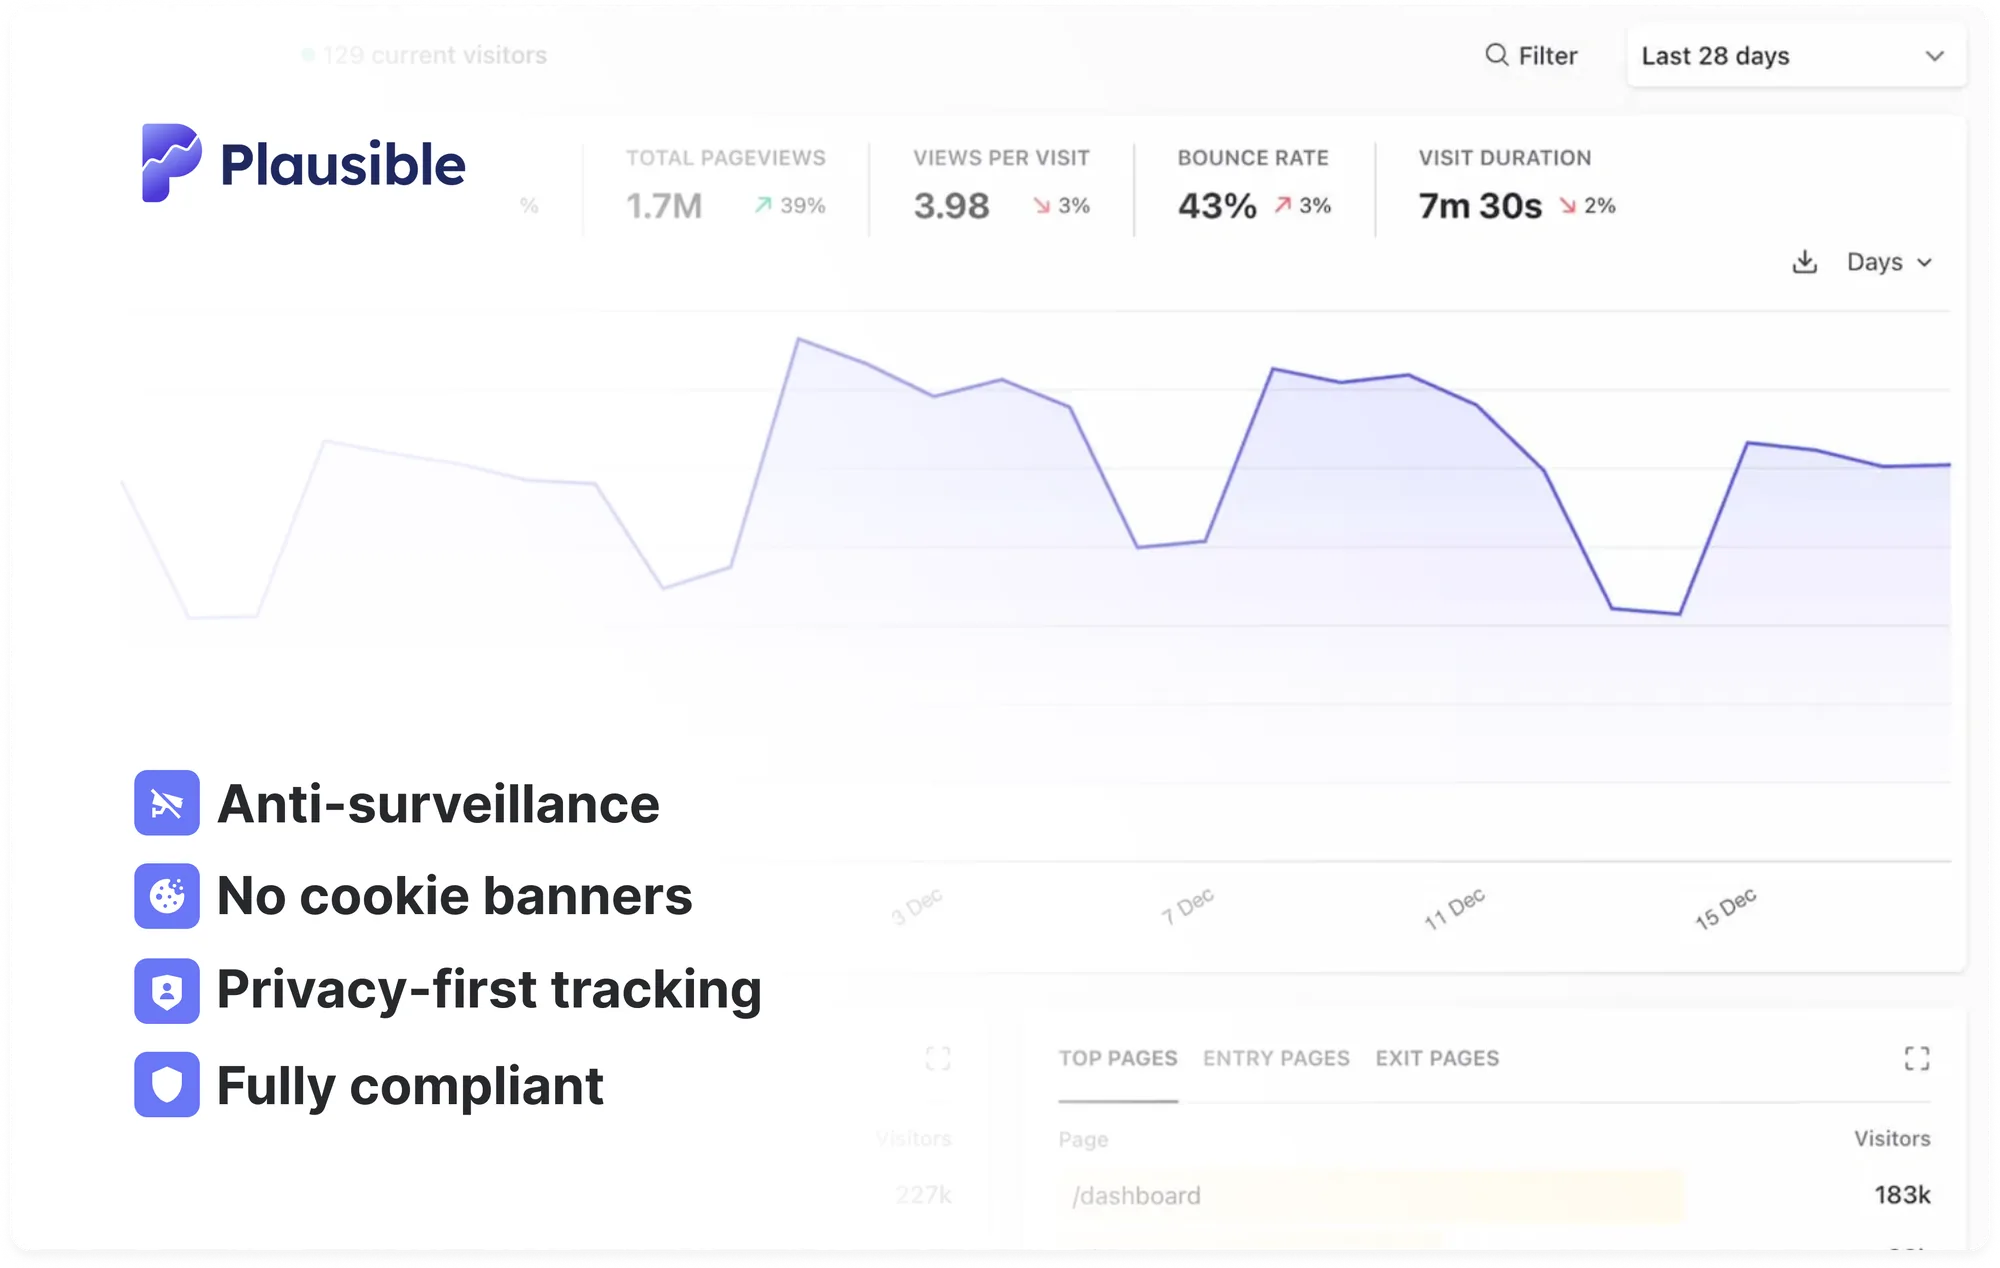 129 current visitors
Filter
Last 28 days
Plausible
%
TOTAL PAGEVIEWS
1.7M 39%
VIEWS PER VISIT
3.98 3%
BOUNCE RATE
43% 3%
VISIT DURATION
7m 30s 2%
Days
3 Dec
7 Dec
11 Dec
15 Dec
Anti-surveillance
No cookie banners
Privacy-first tracking
Fully compliant
Visitors
227k
TOP PAGES ENTRY PAGES EXIT PAGES
Page Visitors
/dashboard 183k